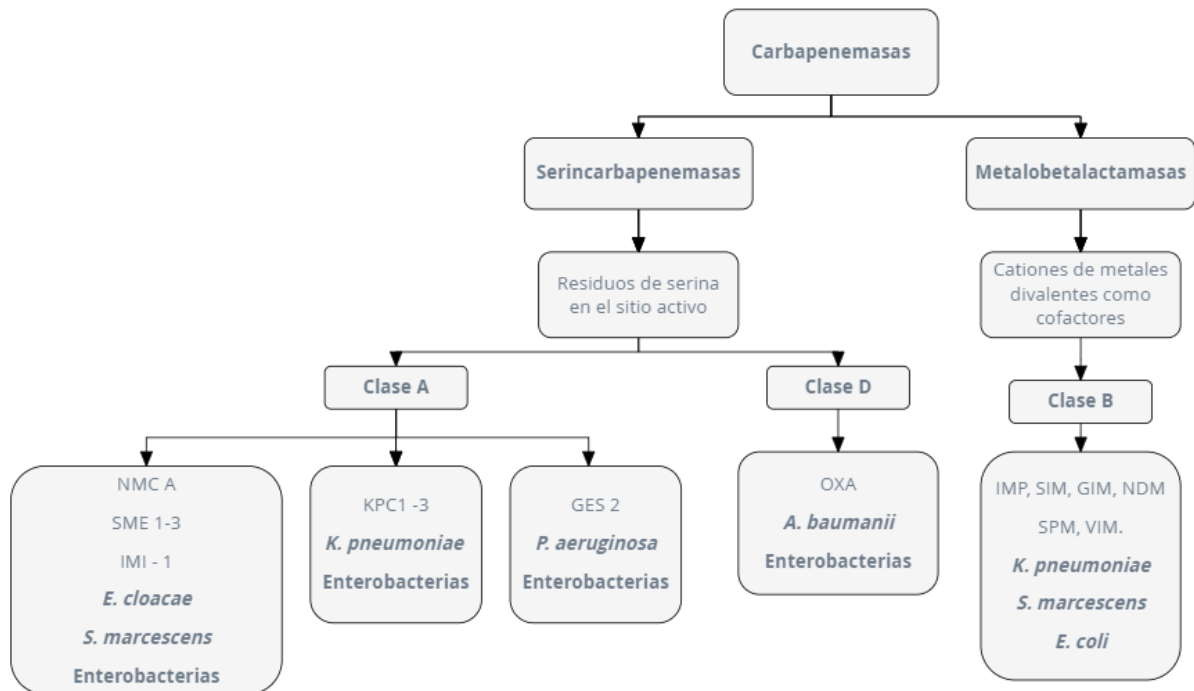 Carbapenemasas
Serincarbapenemasas
Metalobetalactamasas
Residuos de serina
en el sitio activo
Cationes de metales
divalentes como
cofactores
Clase A
Clase D
Clase B
NMC A
SME 1-3
IMI - 1
E. cloacae
S. marcescens
Enterobacterias
KPC1 -3
K. pneumoniae
Enterobacterias
GES 2
P. aeruginosa
Enterobacterias
OXA
A. baumanii
Enterobacterias
IMP, SIM, GIM, NDM
SPM, VIM.
K. pneumoniae
S. marcescens
E. coli